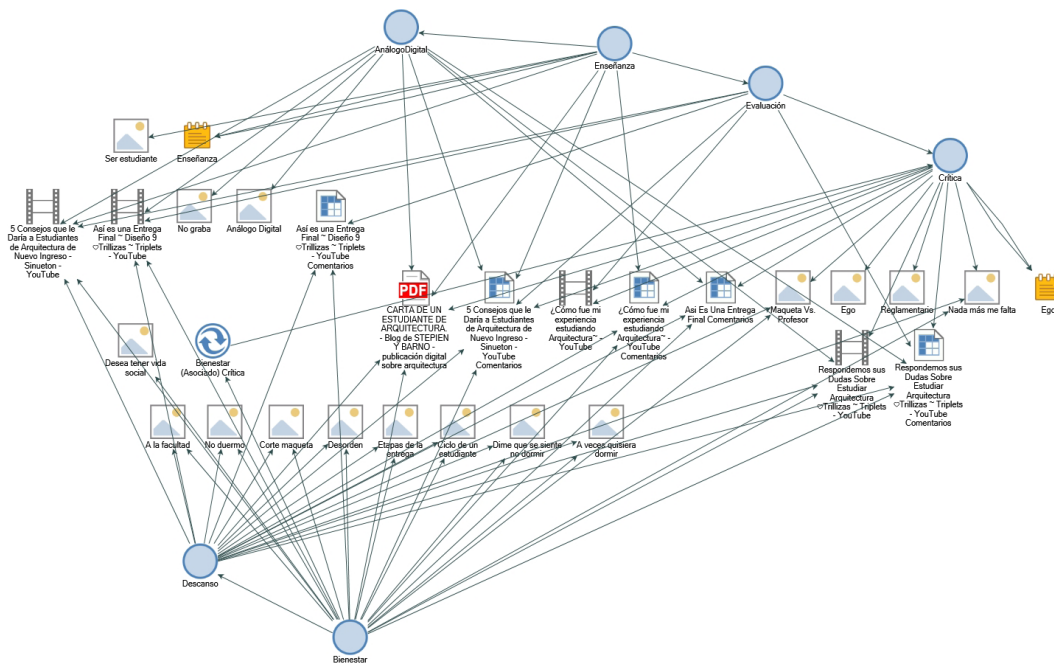 AnálogoDigital
Enseñanza
Evaluación
Ser estudiante
Enseñanza
Crítica
5 Consejos que le
Daría a Estudiantes
de Arquitectura de
Nuevo Ingreso -
Sinueton -
YouTube
Así es una Entrega
Final ~ Diseño 9
♡Trillizas ~ Triplets
- YouTube
No graba
Análogo Digital
Así es una Entrega
Final ~ Diseño 9
♡Trillizas ~ Triplets
- YouTube
Comentarios
CARTA DE UN
ESTUDIANTE DE
ARQUITECTURA.
- Blog de STEPIEN
Y BARNO -
publicación digital
sobre arquitectura
PDF
5 Consejos que le
Daría a Estudiantes
de Arquitectura de
Nuevo Ingreso -
Sinueton -
YouTube
Comentarios
¿Cómo fue mi
experiencia
estudiando
Arquitectura~ -
YouTube
¿Cómo fue mi
experiencia
estudiando
Arquitectura~ -
YouTube
Comentarios
Asi Es Una Entrega
Final Comentarios
Maqueta Vs.
Profesor
Ego
Reglamentario
Nada más me falta
Ego
Desea tener vida
social
Bienestar
(Asociado) Crítica
Respondemos sus
Dudas Sobre
Estudiar
Arquitectura
♡Trillizas ~ Triplets
- YouTube
Respondemos sus
Dudas Sobre
Estudiar
Arquitectura
♡Trillizas ~ Triplets
- YouTube
Comentarios
A la facultad
No duermo
Corte maqueta
Desorden
Etapas de la
entrega
Ciclo de un
estudiante
Dime que se siente
no dormir
A veces quisiera
dormir
Descanso
Bienestar